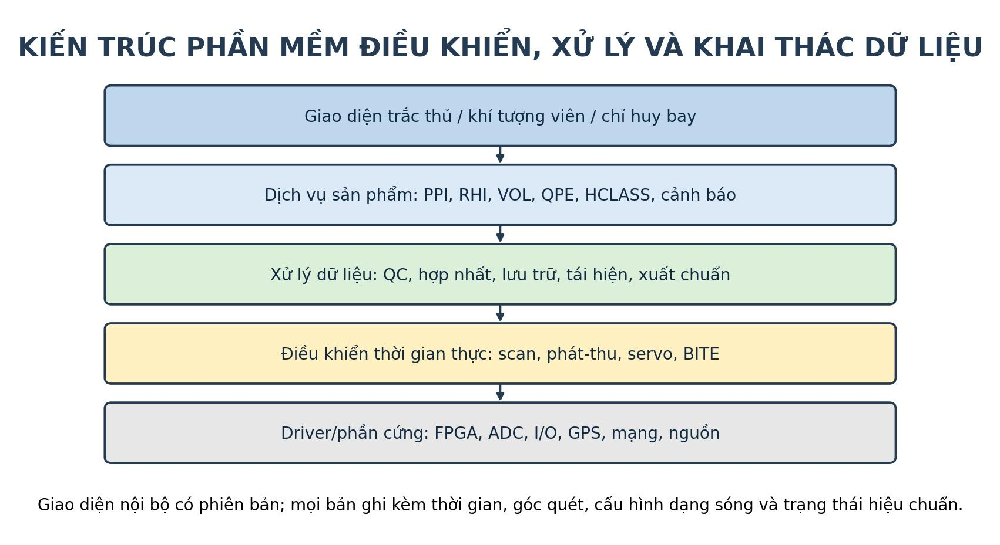 KIẾN TRÚC PHẦN MỀM ĐIỀU KHIỂN, XỬ LÝ VÀ KHAI THÁC DỮ LIỆU
Giao diện trắc thủ / khí tượng viên / chỉ huy bay
Dịch vụ sản phẩm: PPI, RHI, VOL, QPE, HCLASS, cảnh báo
Xử lý dữ liệu: QC, hợp nhất, lưu trữ, tái hiện, xuất chuẩn
Điều khiển thời gian thực: scan, phát-thu, servo, BITE
Driver/phần cứng: FPGA, ADC, I/O, GPS, mạng, nguồn
Giao diện nội bộ có phiên bản; mọi bản ghi kèm thời gian, góc quét, cấu hình dạng sóng và trạng thái hiệu chuẩn.